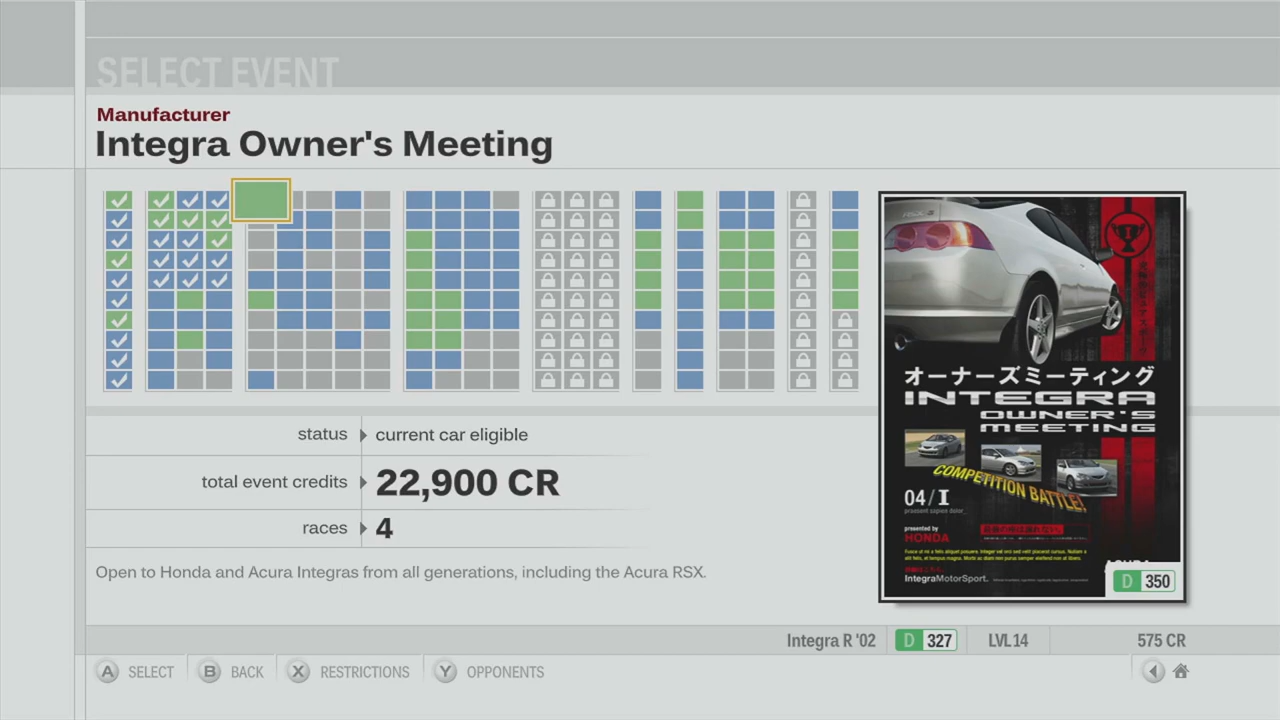 SELECT EVENT
Manufacturer
Integra Owner's Meeting
オーナーズミーティング
INTEGRA
OWNER'S
MEETING
COMPETITION BATTLE!
04/I
praesent sapien dolor
presented by
HONDA
IntegraMotorSport.
D 350
status
current car eligible
total event credits
22,900 CR
races
4
Open to Honda and Acura Integras from all generations, including the Acura RSX.
Integra R '02
D 327
LVL 14
575 CR
A SELECT
B BACK
X RESTRICTIONS
Y OPPONENTS